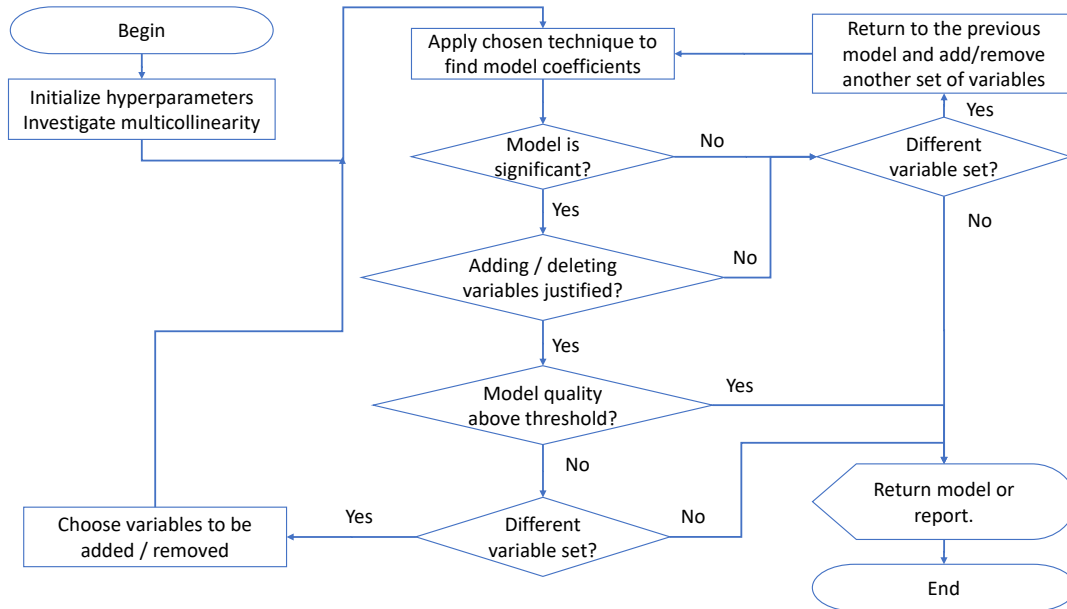 Begin
Initialize hyperparameters
Investigate multicollinearity
Apply chosen technique to
find model coefficients
Return to the previous
model and add/remove
another set of variables
Yes
Model is
significant?
No
Different
variable set?
Yes
No
Adding / deleting
variables justified?
No
Yes
Model quality
above threshold?
Yes
No
Choose variables to be
added / removed
Yes
Different
variable set?
No
Return model or
report.
End